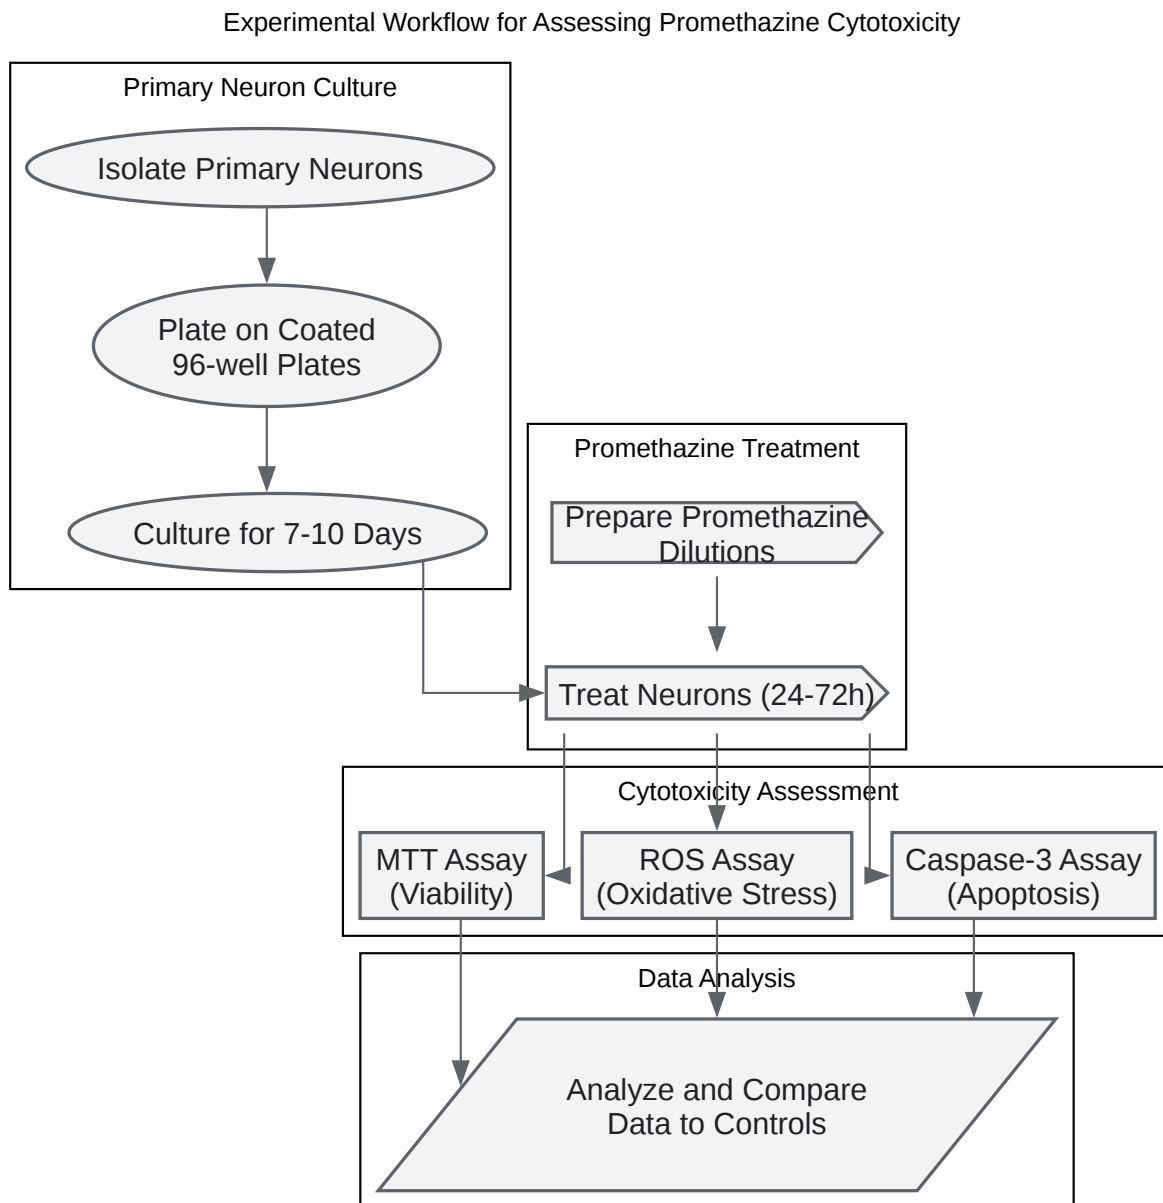 Experimental Workflow for Assessing Promethazine Cytotoxicity
Primary Neuron Culture
Isolate Primary Neurons
Plate on Coated
96-well Plates
Culture for 7-10 Days
Promethazine Treatment
Prepare Promethazine
Dilutions
Treat Neurons (24-72h)
Cytotoxicity Assessment
MTT Assay
(Viability)
ROS Assay
(Oxidative Stress)
Caspase-3 Assay
(Apoptosis)
Data Analysis
Analyze and Compare
Data to Controls